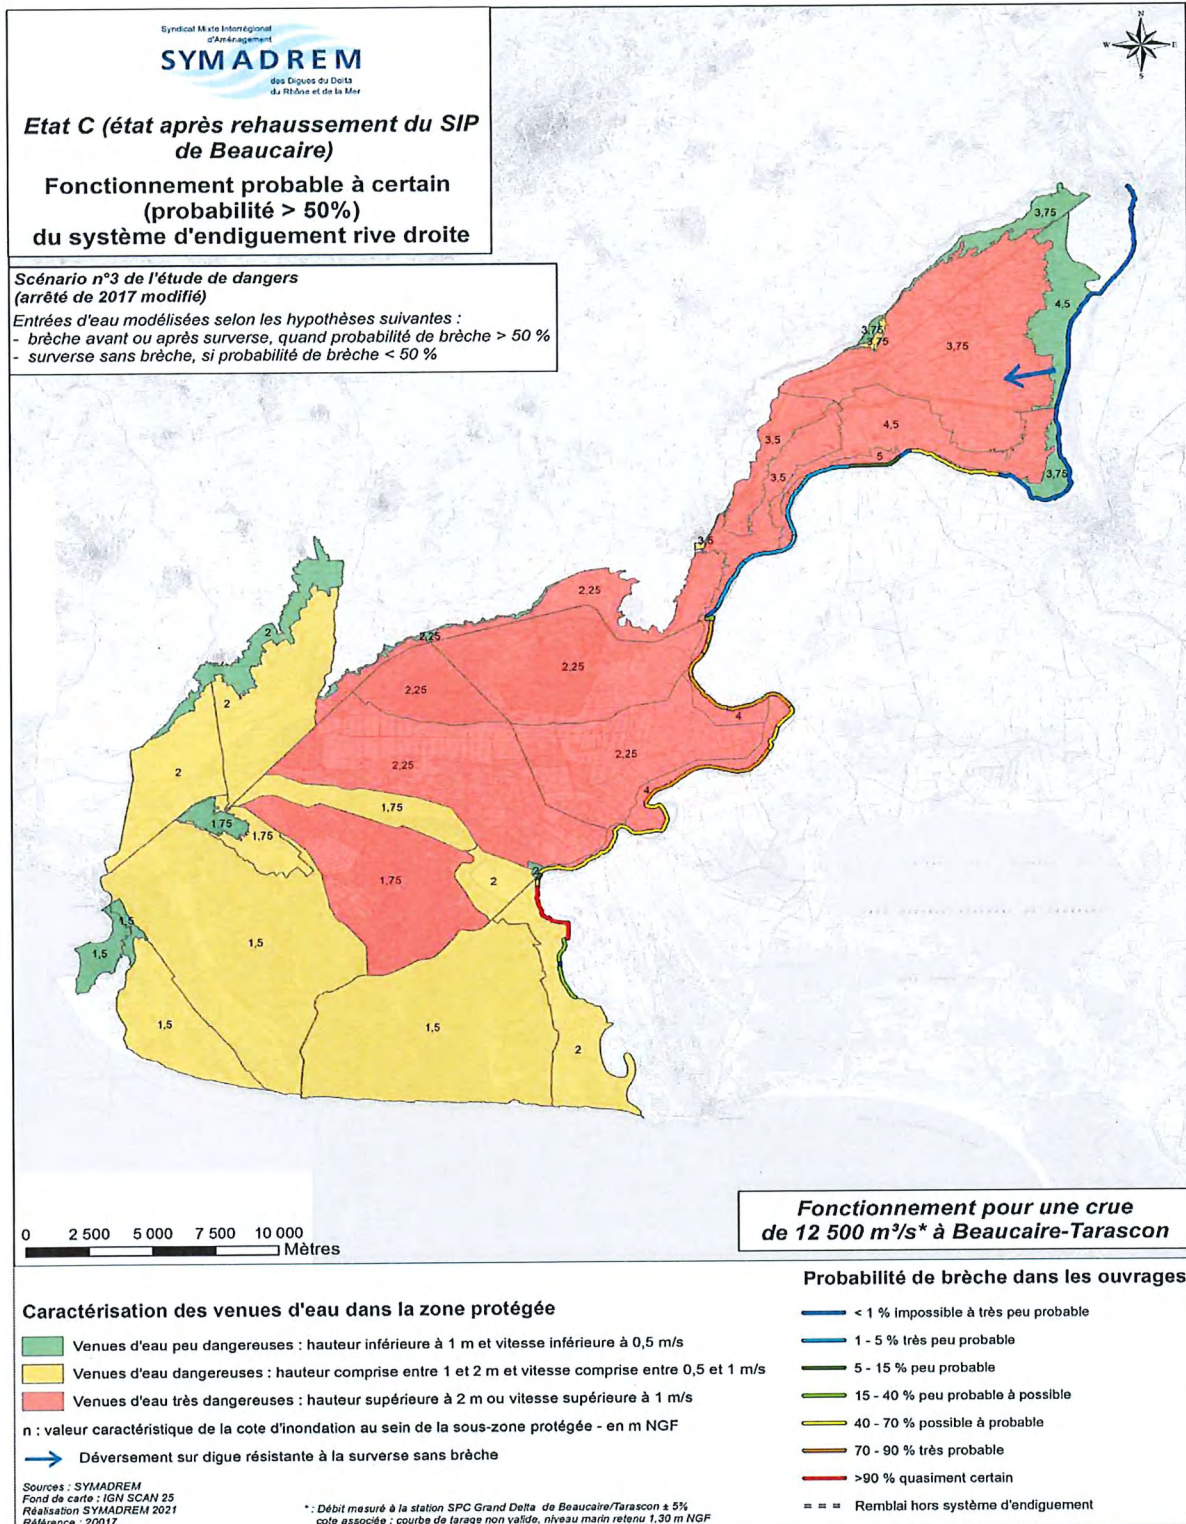 Syndicat Mixte Interrégional
d'Aménagement
SYMADREM
des Digues du Delta
du Rhône et de la Mer
Etat C (état après rehaussement du SIP
de Beaucaire)
Fonctionnement probable à certain
(probabilité > 50%)
du système d'endiguement rive droite
Scénario n°3 de l'étude de dangers
(arrêté de 2017 modifié)
Entrées d'eau modélisées selon les hypothèses suivantes :
- brèche avant ou après surverse, quand probabilité de brèche > 50 %
- surverse sans brèche, si probabilité de brèche < 50 %
N
W E
S
3,75
4,5
3,75
3,75
3,75
4,5
3,5
5
3,5
3,75
3,5
2,25
2
2,25
2,25
2,25
2
4
2,25
2,25
2
4
1,75
1,75
1,75
2
1,75
2
1,5
1,5
1,5
1,5
1,5
2
0 2 500 5 000 7 500 10 000
Mètres
Fonctionnement pour une crue
de 12 500 m³/s* à Beaucaire-Tarascon
Caractérisation des venues d'eau dans la zone protégée
Venues d'eau peu dangereuses : hauteur inférieure à 1 m et vitesse inférieure à 0,5 m/s
Venues d'eau dangereuses : hauteur comprise entre 1 et 2 m et vitesse comprise entre 0,5 et 1 m/s
Venues d'eau très dangereuses : hauteur supérieure à 2 m ou vitesse supérieure à 1 m/s
n : valeur caractéristique de la cote d'inondation au sein de la sous-zone protégée - en m NGF
Déversement sur digue résistante à la surverse sans brèche
Probabilité de brèche dans les ouvrages
< 1 % impossible à très peu probable
1 - 5 % très peu probable
5 - 15 % peu probable
15 - 40 % peu probable à possible
40 - 70 % possible à probable
70 - 90 % très probable
>90 % quasiment certain
Remblai hors système d'endiguement
Sources : SYMADREM
Fond de carte : IGN SCAN 25
Réalisation SYMADREM 2021
Référence : 20017
* : Débit mesuré à la station SPC Grand Delta de Beaucaire/Tarascon ± 5%
cote associée : courbe de tarage non valide, niveau marin retenu 1,30 m NGF